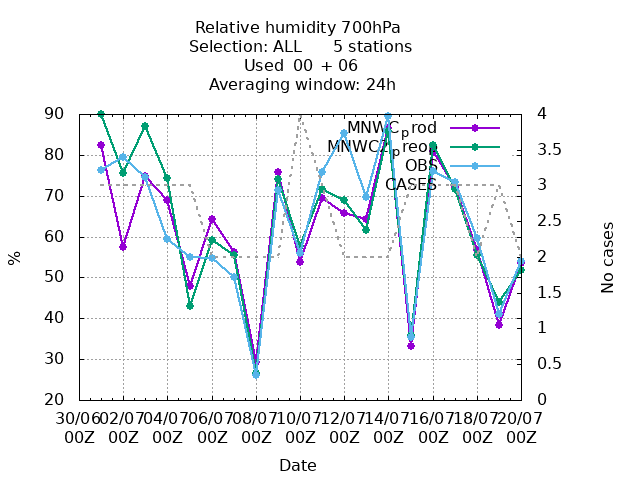 Relative humidity 700hPa
Selection: ALL 5 stations
Used 00 + 06
Averaging window: 24h
90
80
70
60
50
40
30
20
4
3.5
3
2.5
2
1.5
1
0.5
0
MNWC_prod
OBS
CASES
%
No cases
30/06 02/07 04/07 06/07 08/07 10/07 12/07 14/07 16/07 18/07 20/07
00Z 00Z 00Z 00Z 00Z 00Z 00Z 00Z 00Z 00Z 00Z
Date